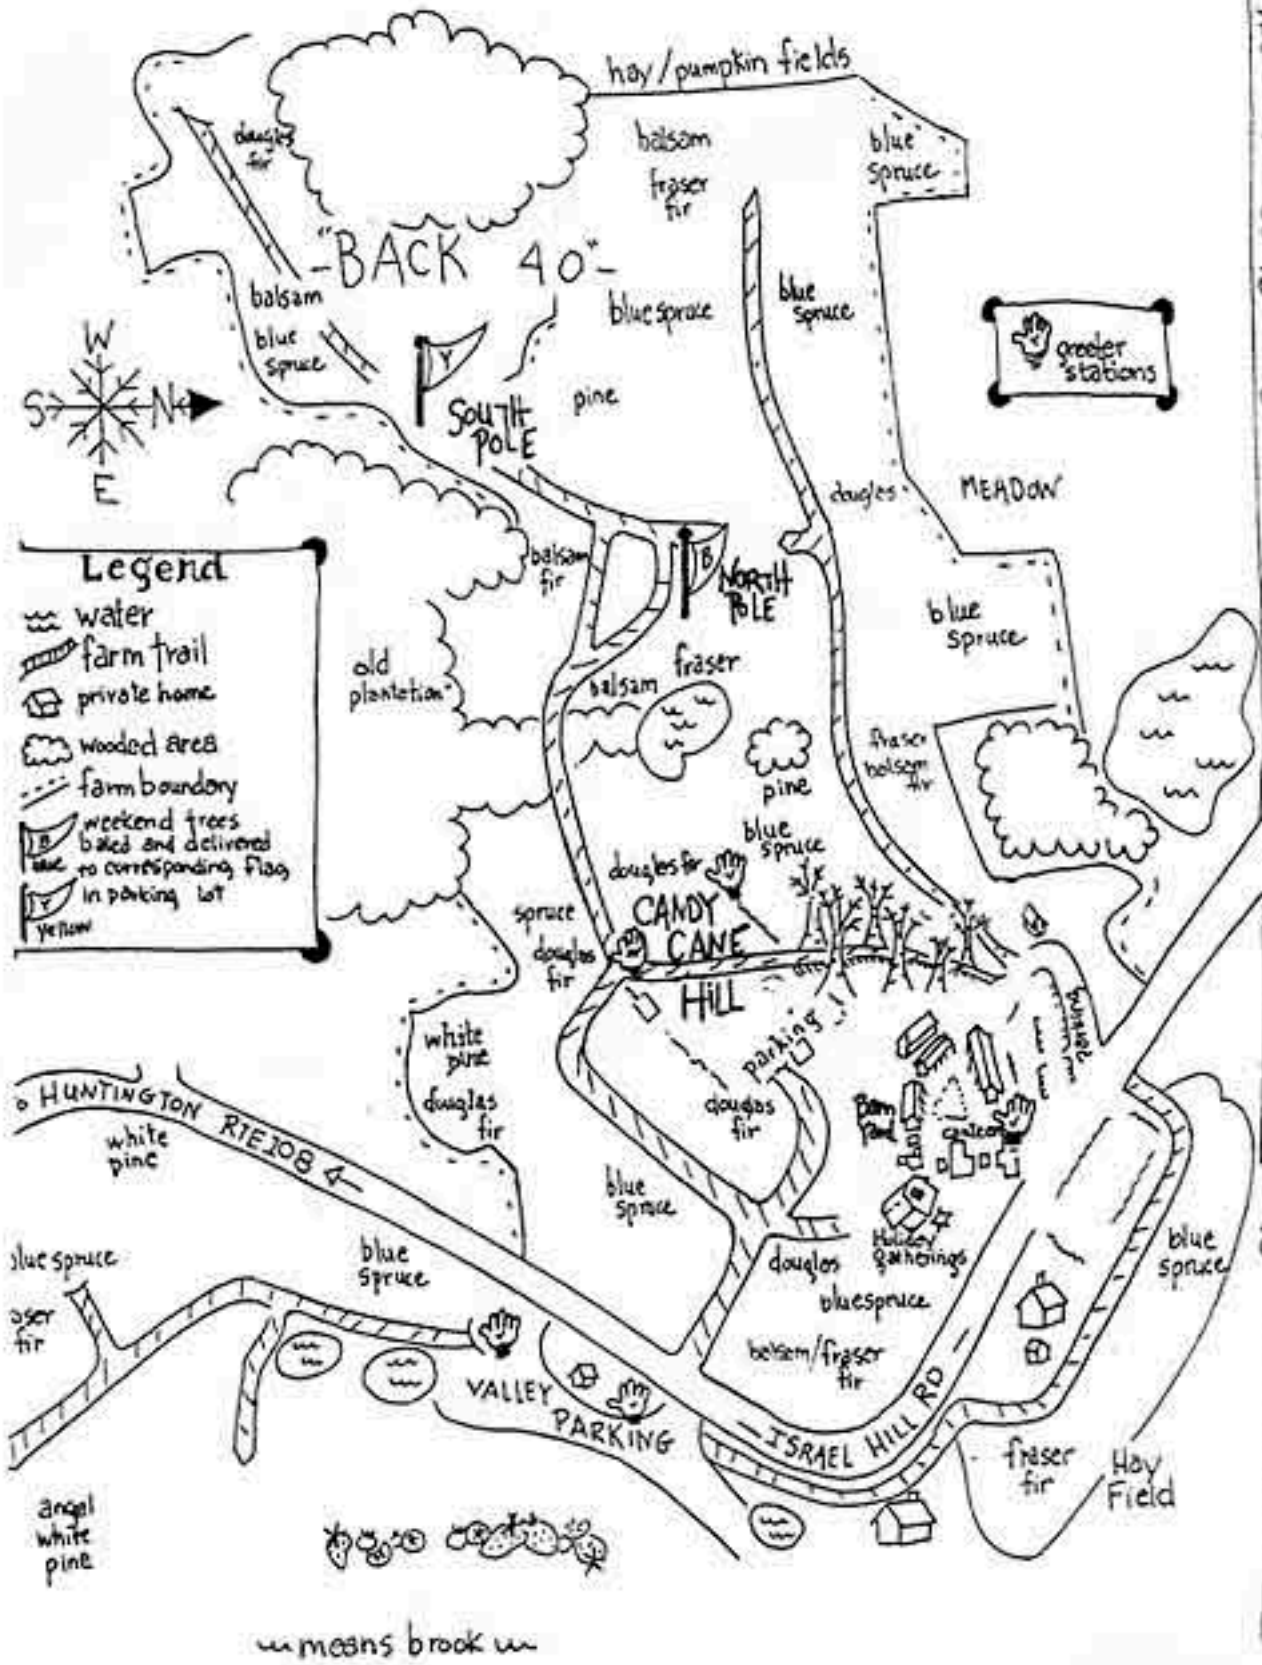 hay/pumpkin fields
douglas
fir
balsam
fraser
fir
blue
spruce
-"BACK 40"-
balsam
blue
spruce
blue spruce
blue
spruce
W
S N
E
Y
SOUTH
POLE
pine
greeter
stations
douglas
MEADOW
balsam
fir
B
NORTH
POLE
blue
spruce
Legend
water
farm trail
private home
wooded area
farm boundary
weekend trees
baled and delivered
to corresponding flag
in parking lot
B
blue
Y
yellow
old
plantation
fraser
balsam
pine
fraser
balsam
fir
blue
spruce
douglas fir
CANDY
CANE
HILL
spruce
douglas
fir
parking
white
pine
douglas
fir
douglas
fir
Barn
Yard
HUNTINGTON RTE 108
white
pine
blue
spruce
Holiday
gatherings
blue spruce
fir
blue
spruce
douglas
blue spruce
balsam/fraser
fir
blue
spruce
VALLEY
PARKING
ISRAEL HILL RD
fraser
fir
Hay
Field
angel
white
pine
means brook